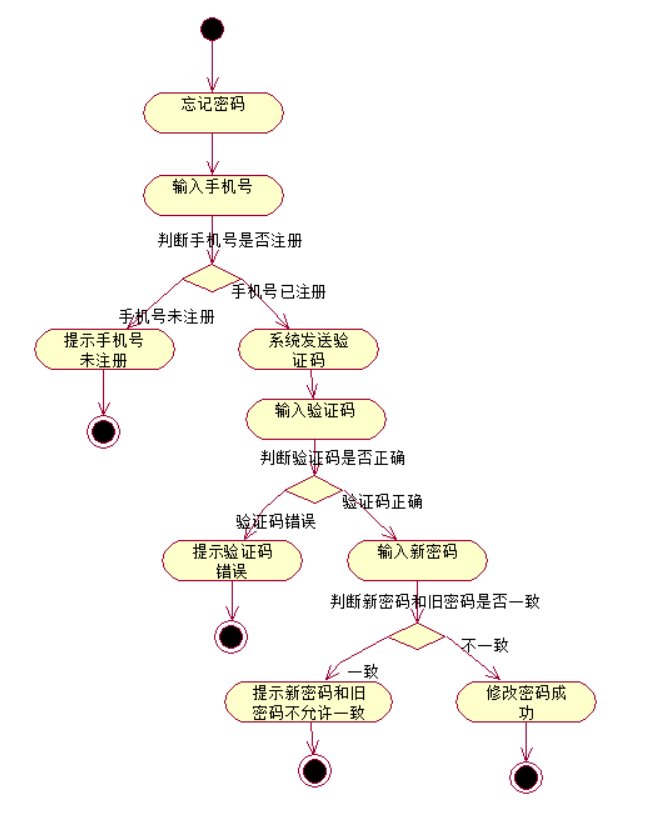 忘记密码
输入手机号
判断手机号是否注册
手机号已注册
手机号未注册
提示手机号
未注册
系统发送验
证码
输入验证码
判断验证码是否正确
验证码正确
验证码错误
提示验证码
错误
输入新密码
判断新密码和旧密码是否一致
不一致
一致
提示新密码和旧
密码不允许一致
修改密码成
功